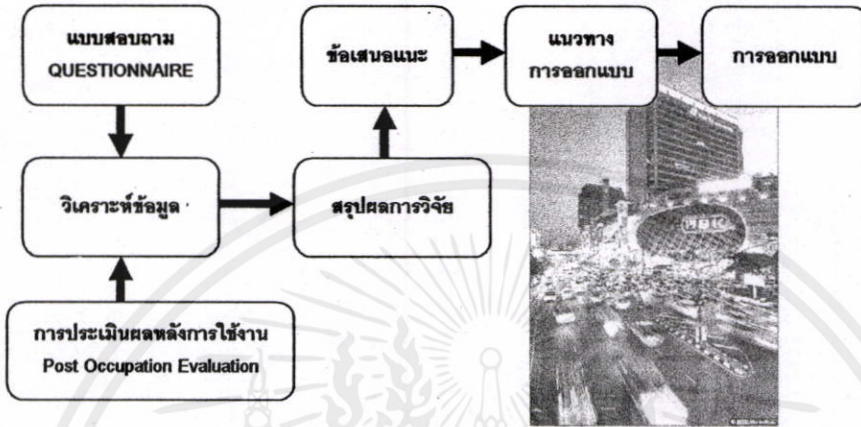 แบบสอบถาม
QUESTIONNAIRE
ข้อเสนอแนะ
แนวทาง
การออกแบบ
การออกแบบ
วิเคราะห์ข้อมูล
สรุปผลการวิจัย
MBK
การประเมินผลหลังการใช้งาน
Post Occupation Evaluation